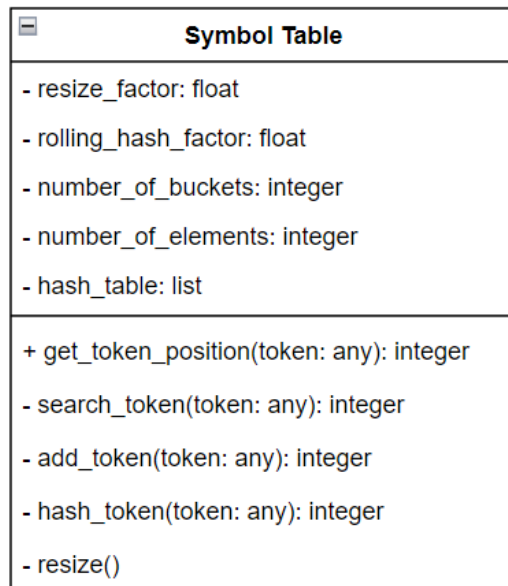 Symbol Table
- resize_factor: float
- rolling_hash_factor: float
- number_of_buckets: integer
- number_of_elements: integer
- hash_table: list
+ get_token_position(token: any): integer
- search_token(token: any): integer
- add_token(token: any): integer
- hash_token(token: any): integer
- resize()